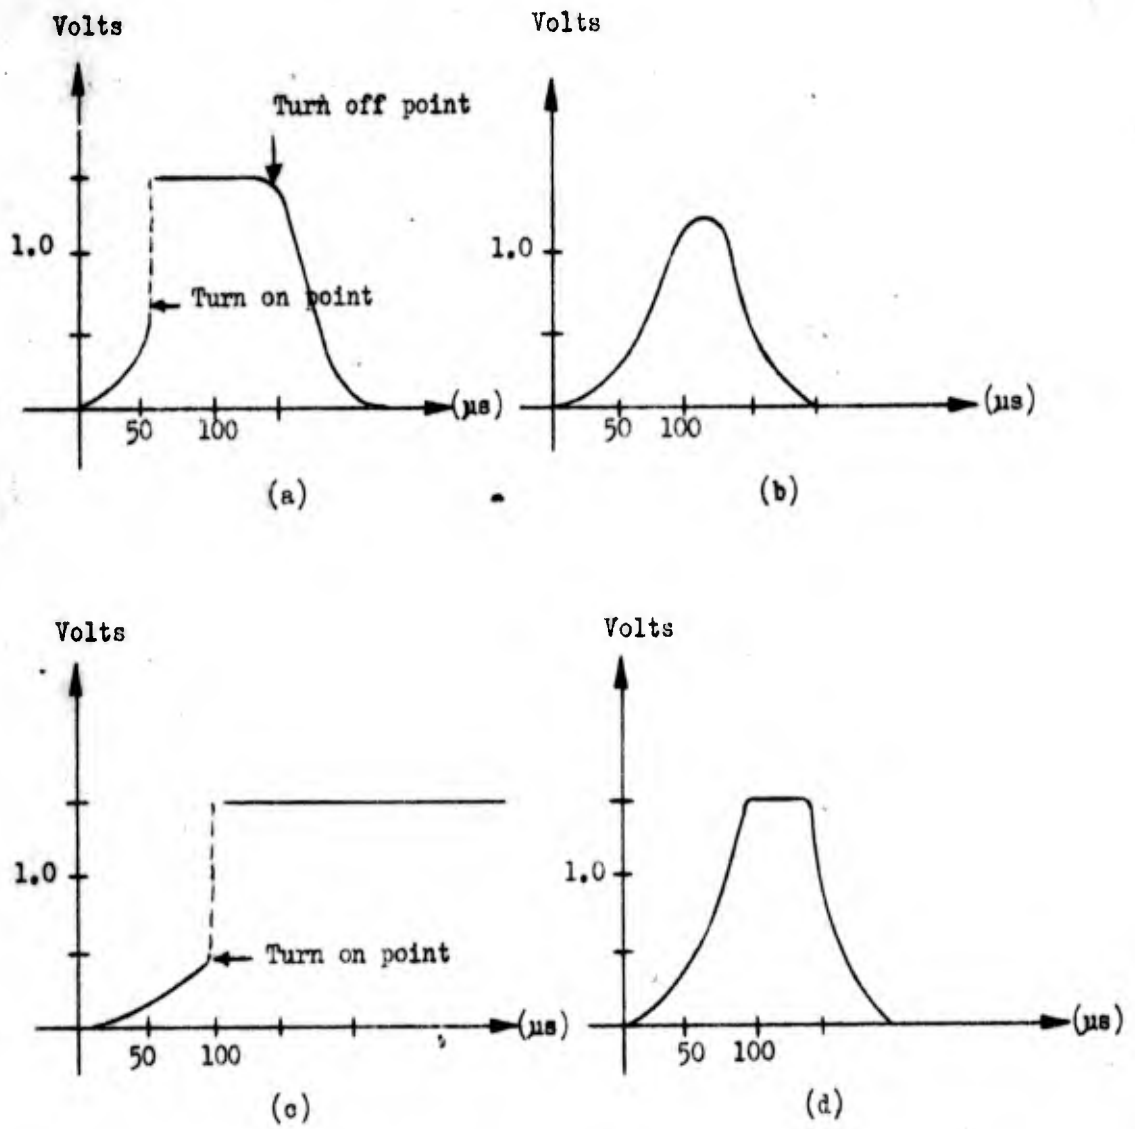 Volts
Turn off point
1.0
Turn on point
(µs)
50 100
(a)
Volts
1.0
(µs)
50 100
(b)
Volts
1.0
Turn on point
(µs)
50 100
(c)
Volts
1.0
(µs)
50 100
(d)